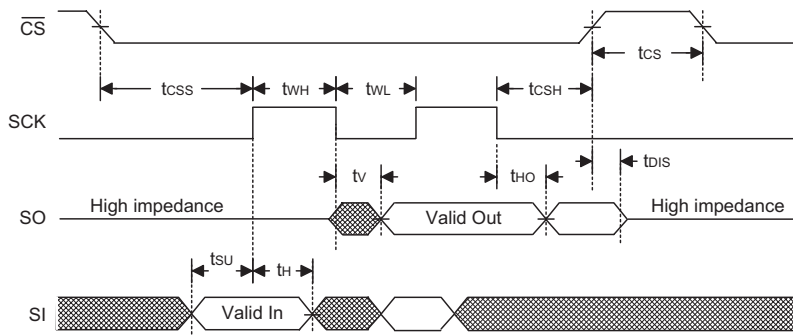 CS
tCS
tCSS
tWH
tWL
tCSH
SCK
tV
tHO
tDIS
SO
High impedance
Valid Out
High impedance
tSU
tH
SI
Valid In